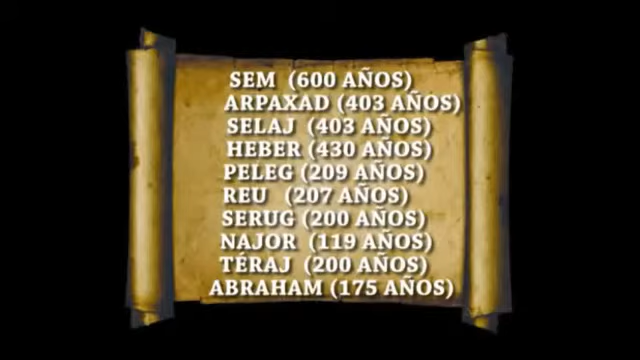 SEM (600 AÑOS)
ARPAXAD (403 AÑOS)
SELAJ (403 AÑOS)
HEBER (430 AÑOS)
PELEG (209 AÑOS)
REU (207 AÑOS)
SERUG (200 AÑOS)
NAJOR (119 AÑOS)
TÉRAJ (200 AÑOS)
ABRAHAM (175 AÑOS)